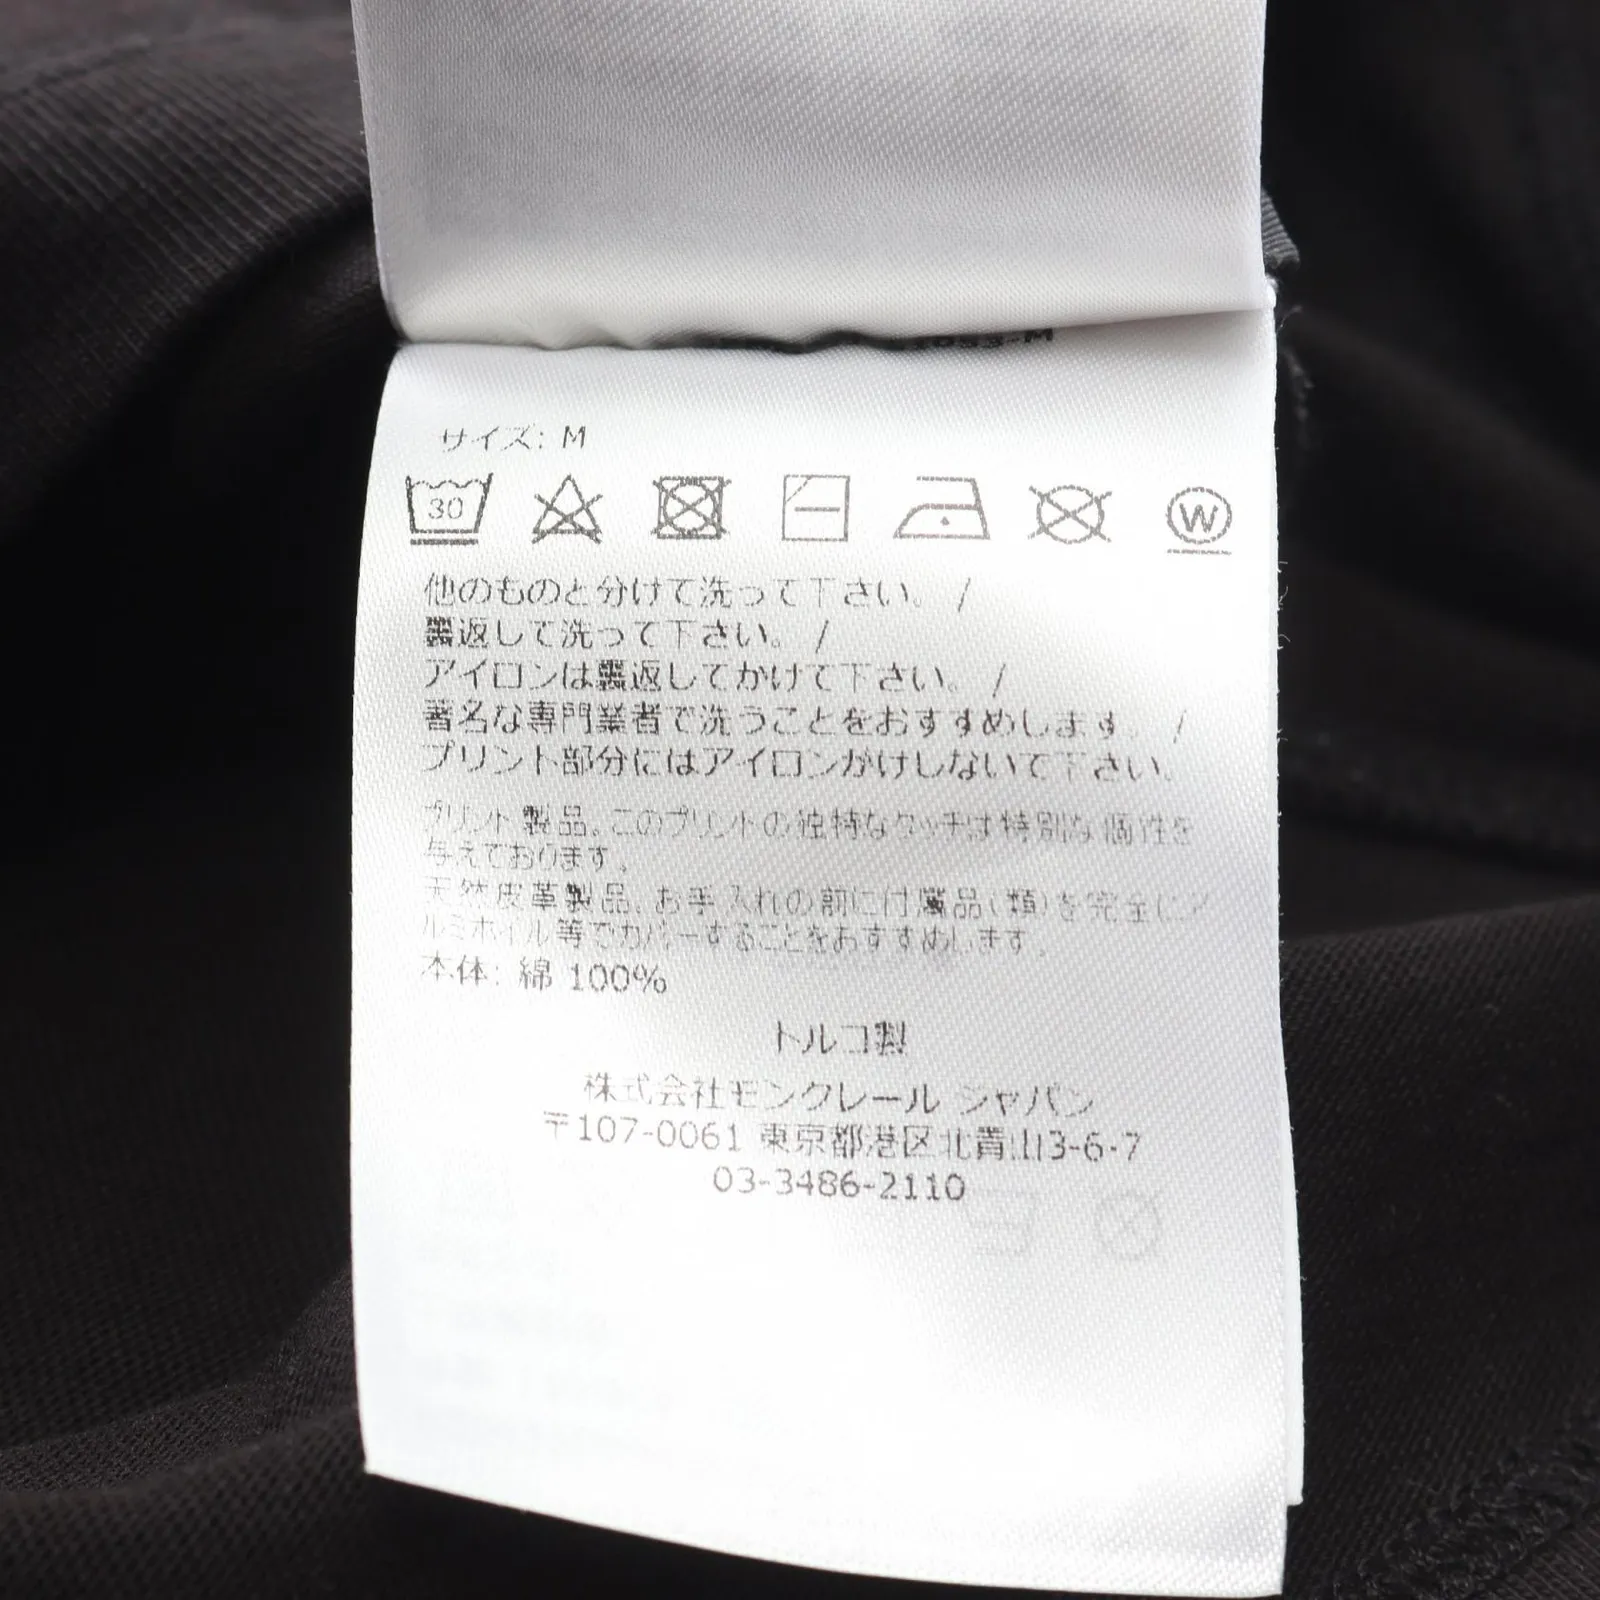 サイズ: M
30
W
他のものと分けて洗って下さい。 /
裏返して洗って下さい。 /
アイロンは裏返してかけて下さい。 /
著名な専門業者で洗うことをおすすめします。 /
プリント部分にはアイロンがけしないて下さい。
プリント製品。このプリントの独特なタッチは特別な個性を
与えております。
天然皮革製品。お手入れの前に付属品(類)を完全にア
ルミホイル等でカバーすることをおすすめします。
本体: 綿 100%
トルコ製
株式会社モンクレール ジャパン
〒107-0061 東京都港区北青山3-6-7
03-3486-2110